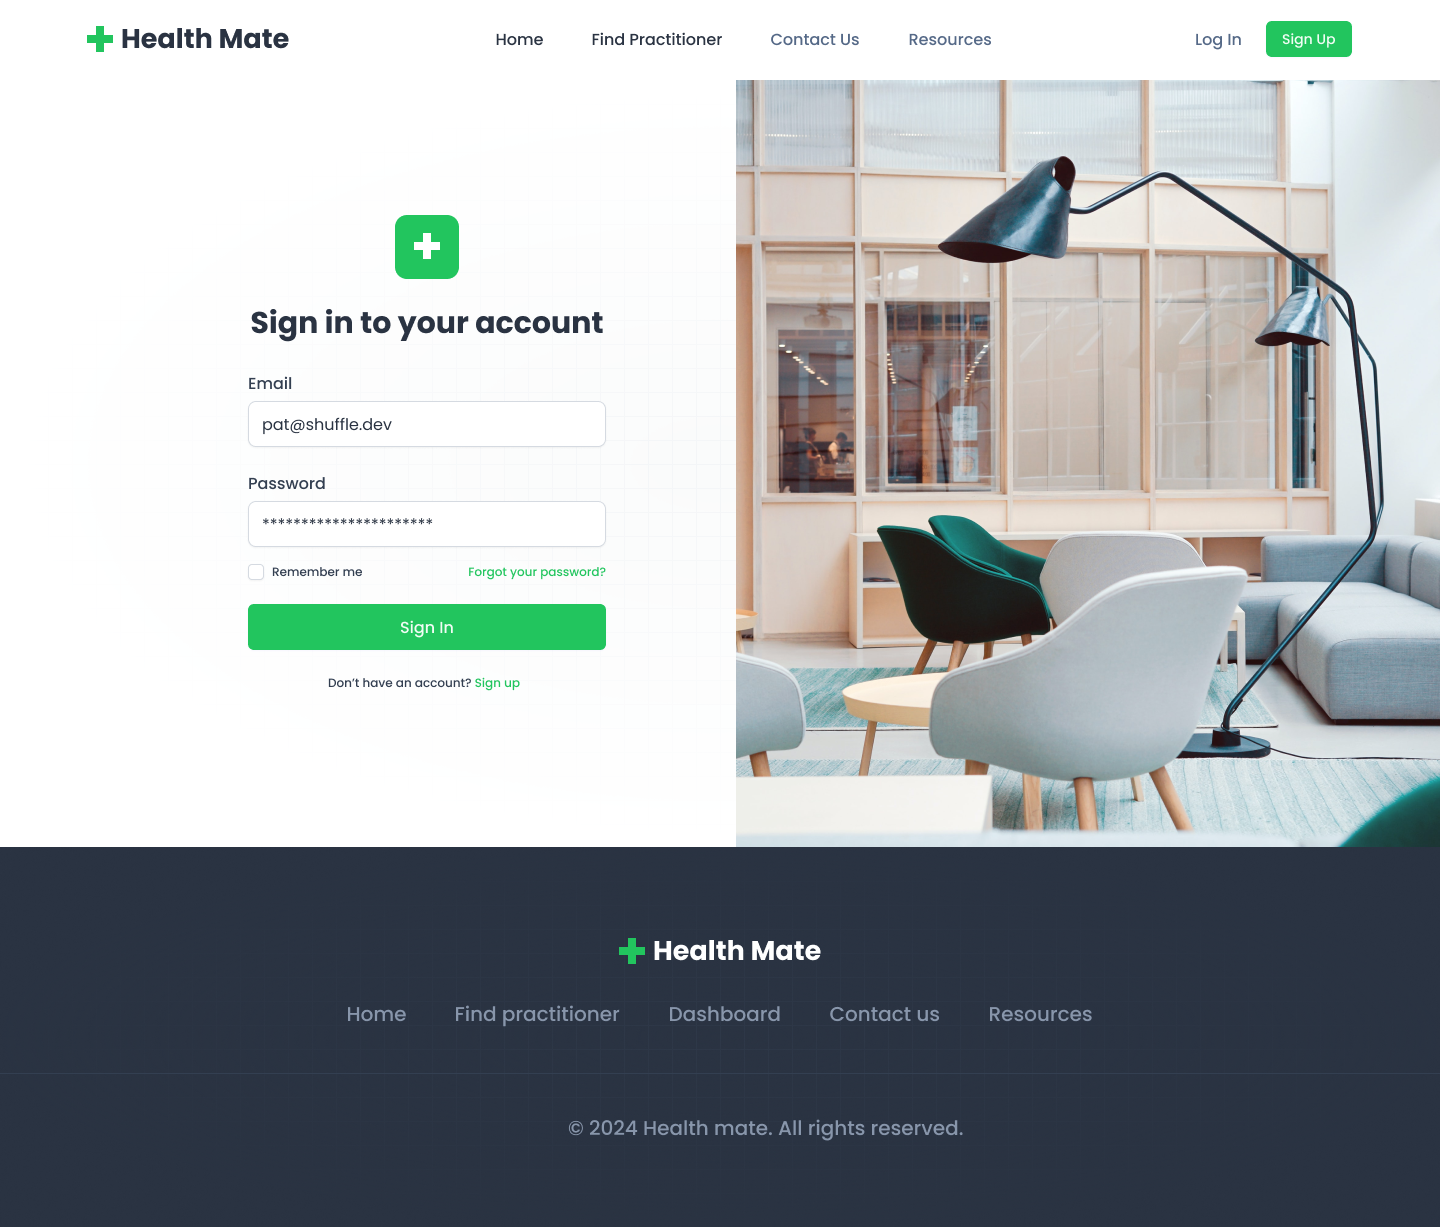 Health Mate
Home Find Practitioner Contact Us Resources
Log In Sign Up
Sign in to your account
Email
pat@shuffle.dev
Password
**********************
Remember me Forgot your password?
Sign In
Don’t have an account? Sign up
Health Mate
Home Find practitioner Dashboard Contact us Resources
© 2024 Health mate. All rights reserved.